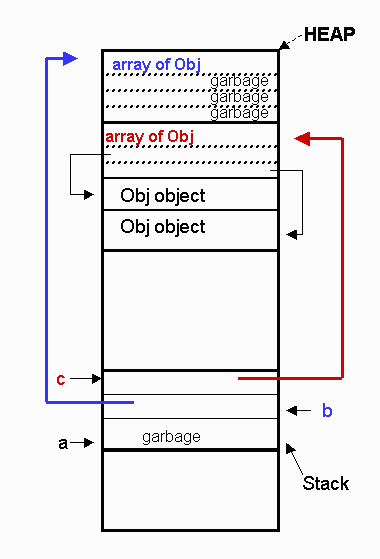 HEAP
array of Obj
garbage
garbage
garbage
array of Obj
Obj object
Obj object
c
b
a
garbage
Stack